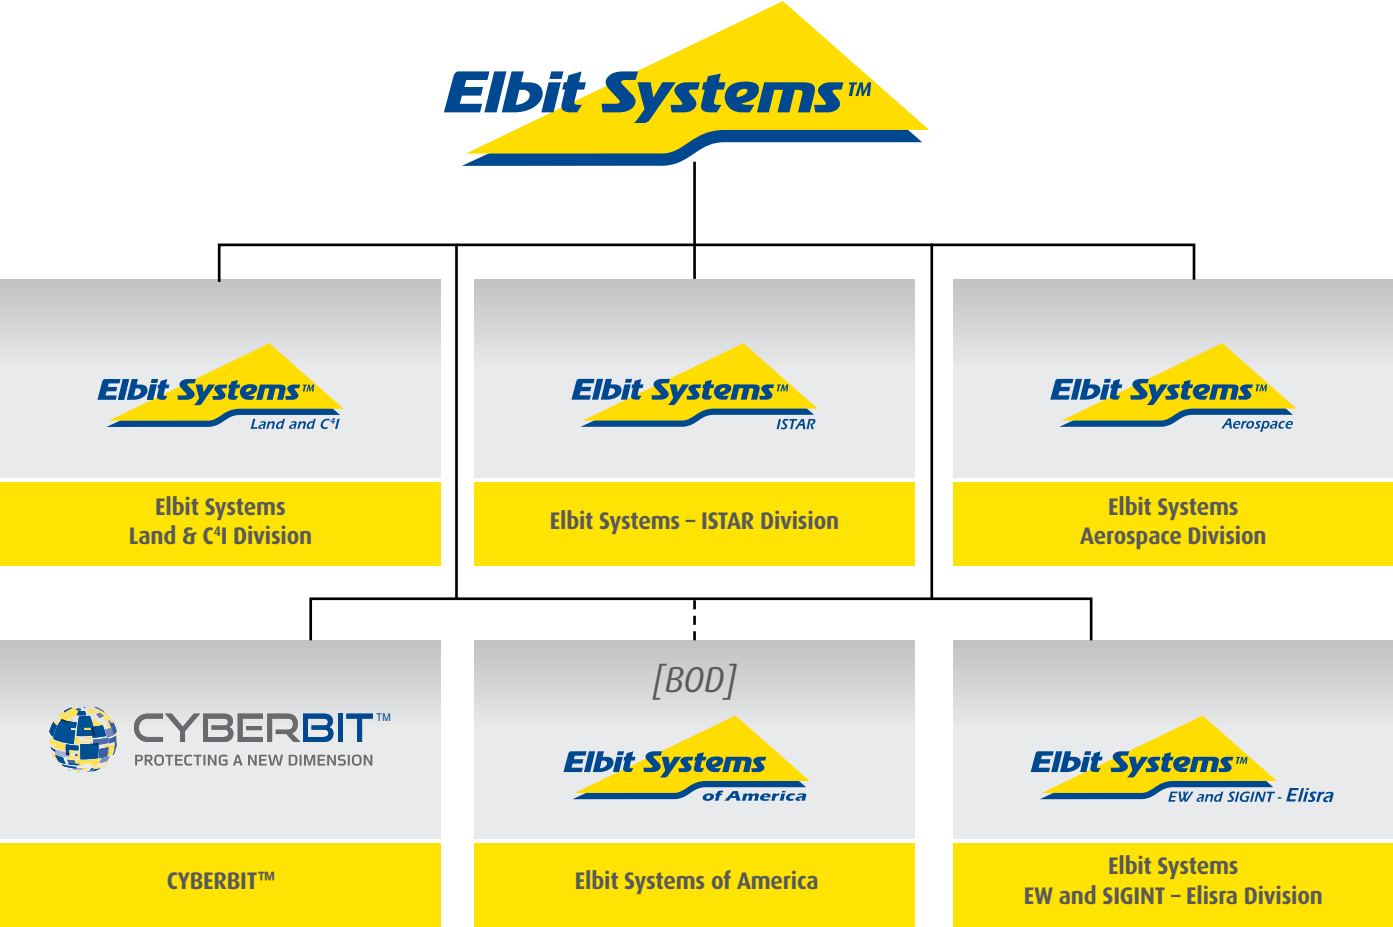 Elbit Systems™
Elbit Systems™
Land and C⁴I
Elbit Systems
Land & C⁴I Division
Elbit Systems™
ISTAR
Elbit Systems – ISTAR Division
Elbit Systems™
Aerospace
Elbit Systems
Aerospace Division
CYBERBIT™
PROTECTING A NEW DIMENSION
CYBERBIT™
[BOD]
Elbit Systems
of America
Elbit Systems of America
Elbit Systems™
EW and SIGINT - Elisra
Elbit Systems
EW and SIGINT – Elisra Division